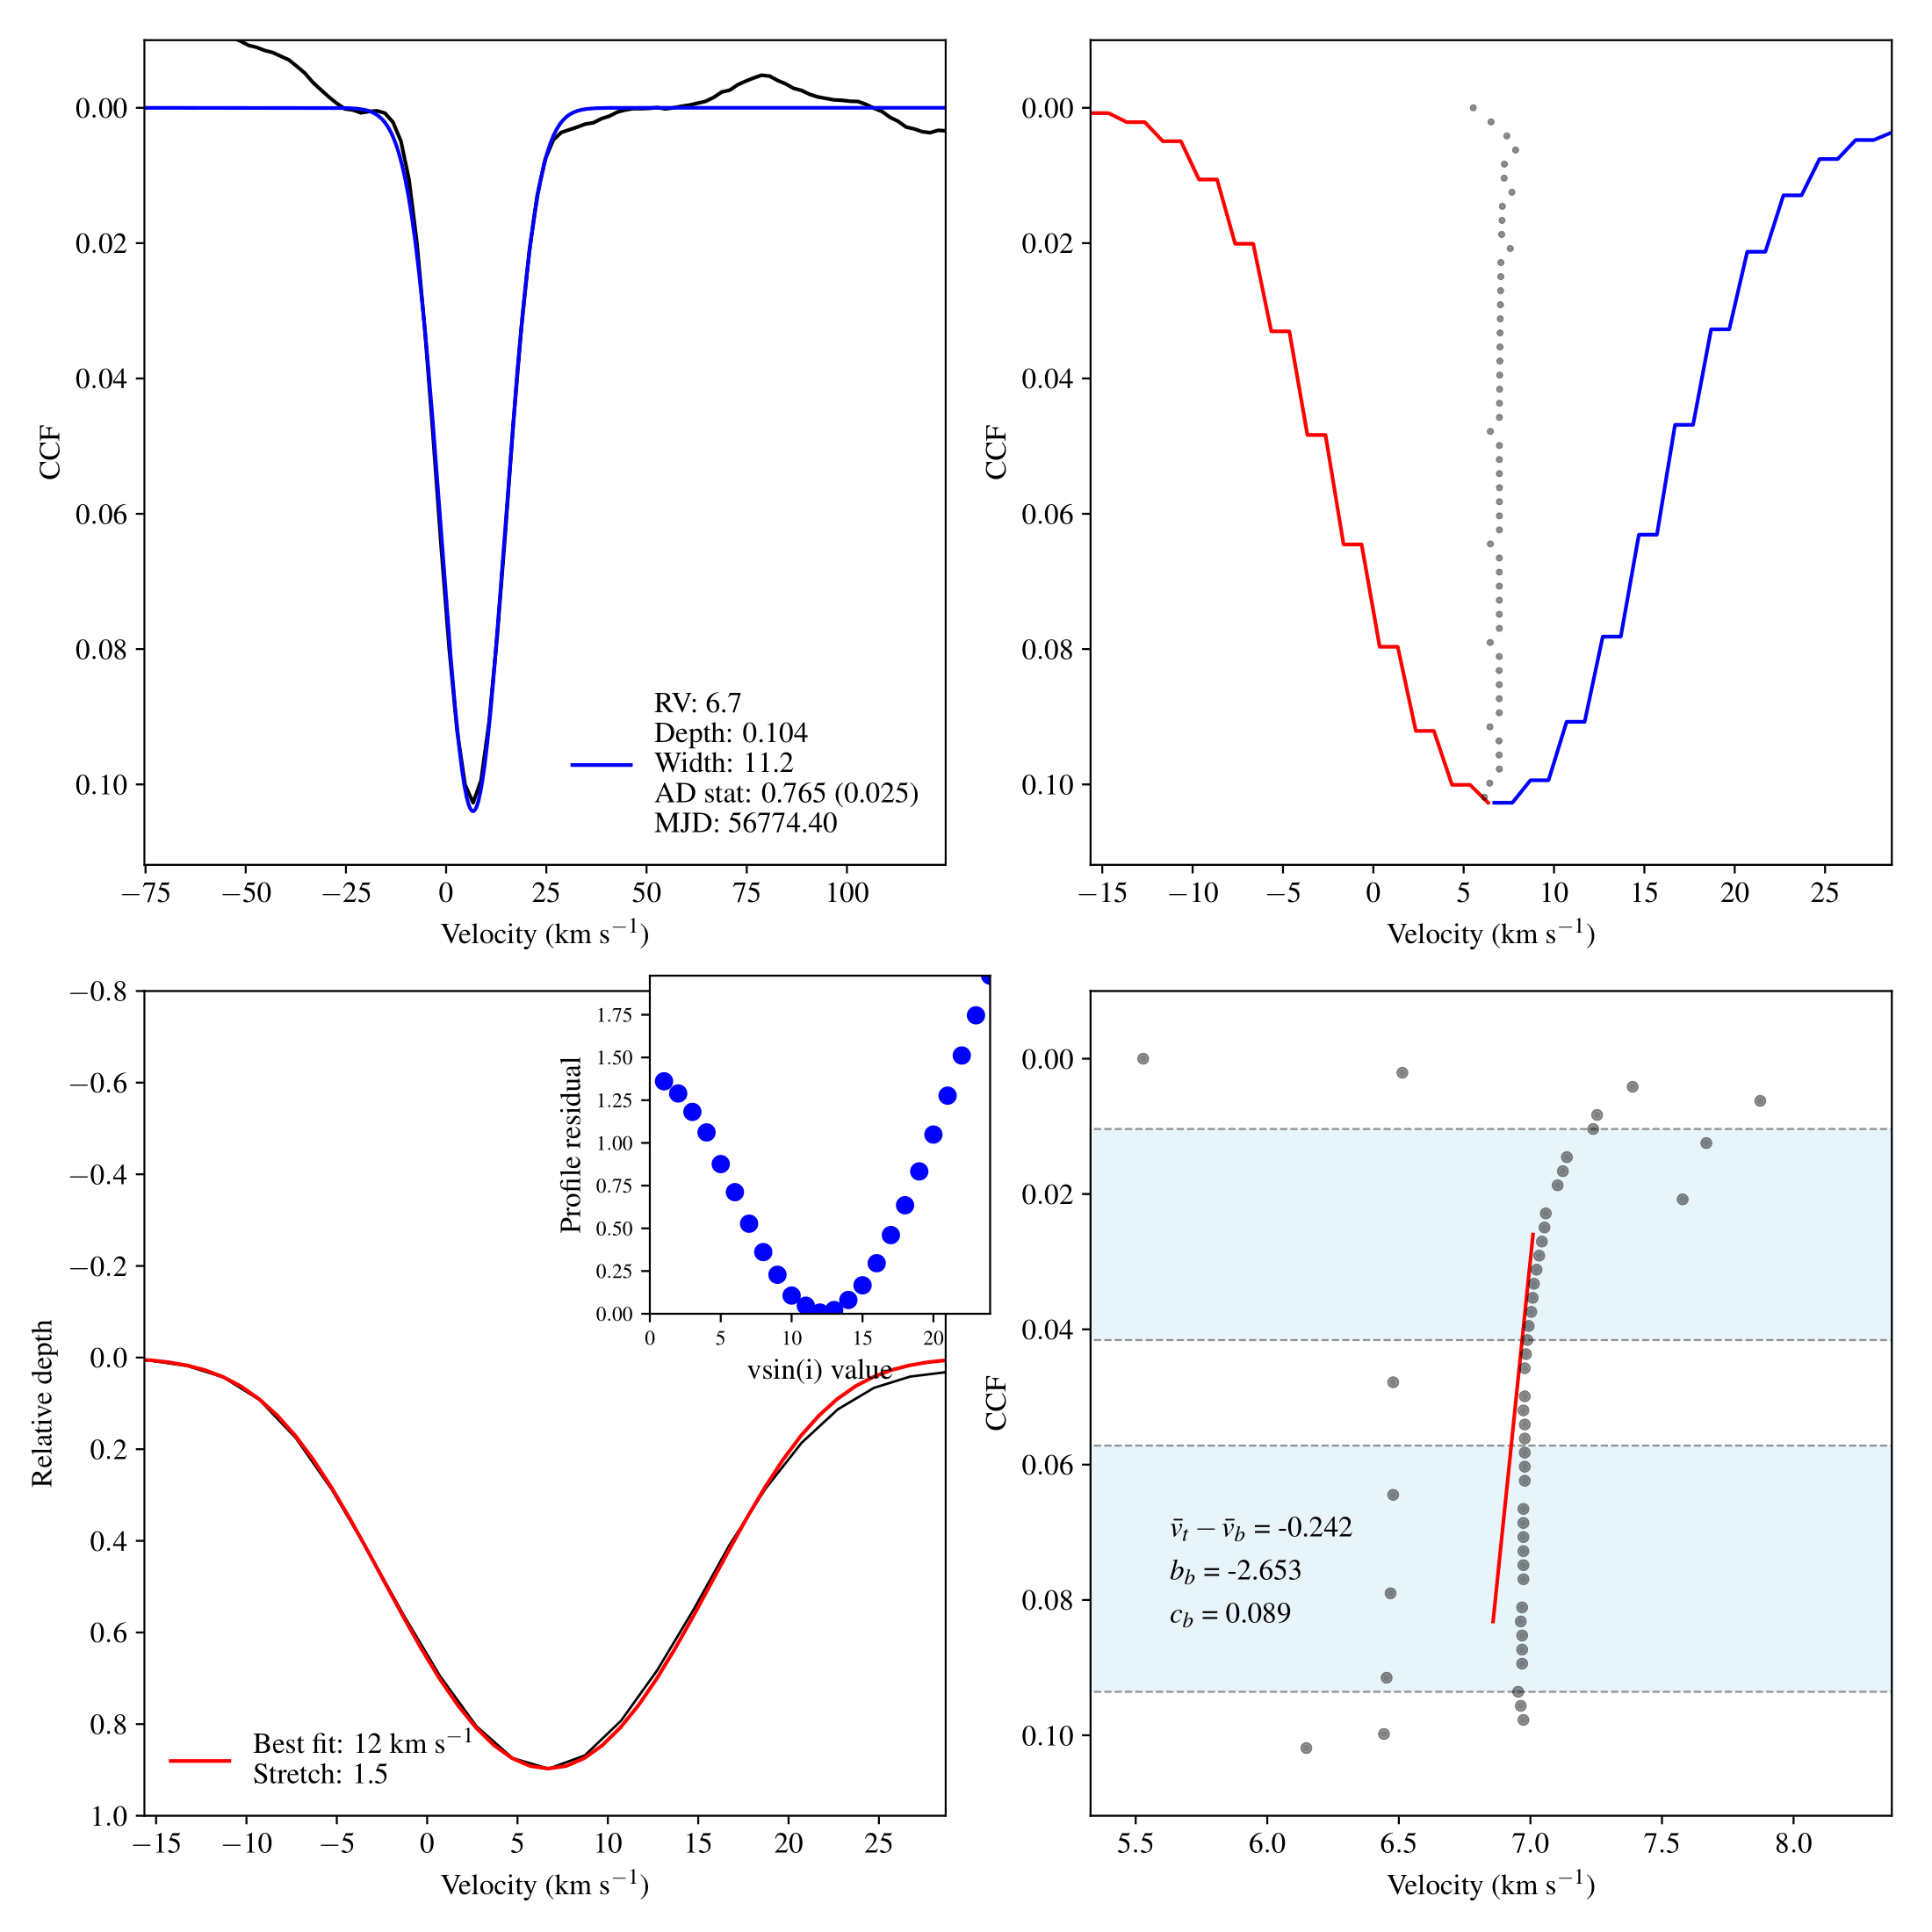 0.00
0.02
0.04
0.06
0.08
0.10
CCF
RV: 6.7
Depth: 0.104
Width: 11.2
AD stat: 0.765 (0.025)
MJD: 56774.40
−75 −50 −25 0 25 50 75 100
Velocity (km s⁻¹)
0.00
0.02
0.04
0.06
0.08
0.10
CCF
−15 −10 −5 0 5 10 15 20 25
Velocity (km s⁻¹)
−0.8
−0.6
−0.4
−0.2
0.0
0.2
0.4
0.6
0.8
1.0
Relative depth
1.75
1.50
1.25
1.00
0.75
0.50
0.25
0.00
Profile residual
0 5 10 15 20
vsin(i) value
Best fit: 12 km s⁻¹
Stretch: 1.5
−15 −10 −5 0 5 10 15 20 25
Velocity (km s⁻¹)
0.00
0.02
0.04
0.06
0.08
0.10
CCF
v̄ₜ − v̄_b = -0.242
b_b = -2.653
c_b = 0.089
5.5 6.0 6.5 7.0 7.5 8.0
Velocity (km s⁻¹)